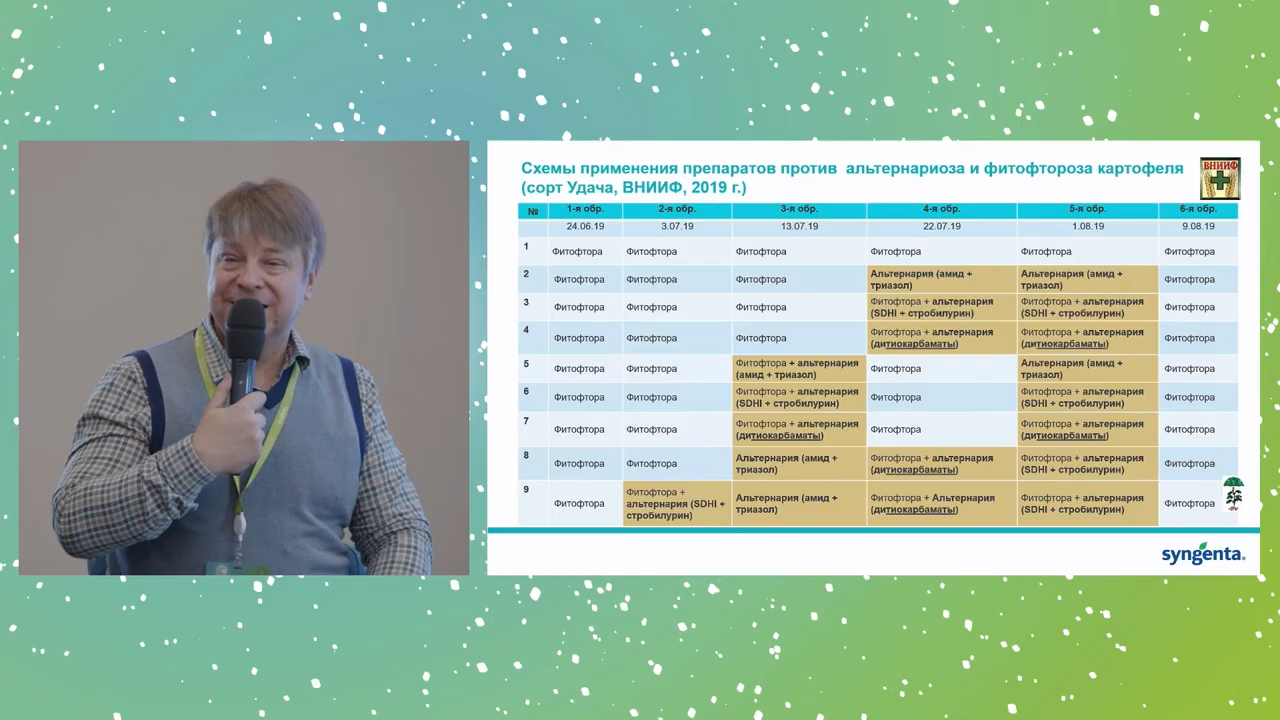 Схемы применения препаратов против альтернариоза и фитофтороза картофеля
(сорт Удача, ВНИИФ, 2019 г.)
ВНИИФ
№ 1-я обр. 2-я обр. 3-я обр. 4-я обр. 5-я обр. 6-я обр.
24.06.19 3.07.19 13.07.19 22.07.19 1.08.19 9.08.19
1 Фитофтора Фитофтора Фитофтора Фитофтора Фитофтора Фитофтора
2 Фитофтора Фитофтора Фитофтора Альтернария (амид + триазол) Альтернария (амид + триазол) Фитофтора
3 Фитофтора Фитофтора Фитофтора Фитофтора + альтернария (SDHI + стробилурин) Фитофтора + альтернария (SDHI + стробилурин) Фитофтора
4 Фитофтора Фитофтора Фитофтора Фитофтора + альтернария (дитиокарбаматы) Фитофтора + альтернария (дитиокарбаматы) Фитофтора
5 Фитофтора Фитофтора Фитофтора + альтернария (амид + триазол) Фитофтора Альтернария (амид + триазол) Фитофтора
6 Фитофтора Фитофтора Фитофтора + альтернария (SDHI + стробилурин) Фитофтора Фитофтора + альтернария (SDHI + стробилурин) Фитофтора
7 Фитофтора Фитофтора Фитофтора + альтернария (дитиокарбаматы) Фитофтора Фитофтора + альтернария (дитиокарбаматы) Фитофтора
8 Фитофтора Фитофтора Альтернария (амид + триазол) Фитофтора + альтернария (дитиокарбаматы) Фитофтора + альтернария (SDHI + стробилурин) Фитофтора
9 Фитофтора Фитофтора + альтернария (SDHI + стробилурин) Альтернария (амид + триазол) Фитофтора + Альтернария (дитиокарбаматы) Фитофтора + альтернария (SDHI + стробилурин) Фитофтора
syngenta.